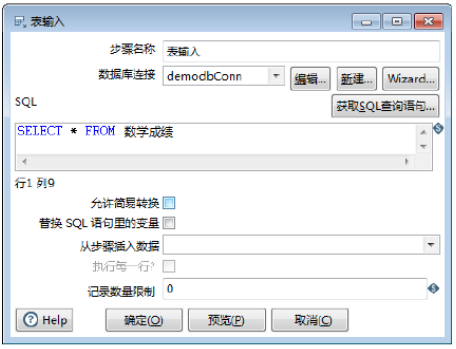 表输入
步骤名称 表输入
数据库连接 demodbConn 编辑... 新建... Wizard...
SQL 获取SQL查询语句...
SELECT * FROM 数学成绩
行1 列9
允许简易转换
替换 SQL 语句里的变量
从步骤插入数据
执行每一行?
记录数量限制 0
Help 确定(O) 预览(P) 取消(C)